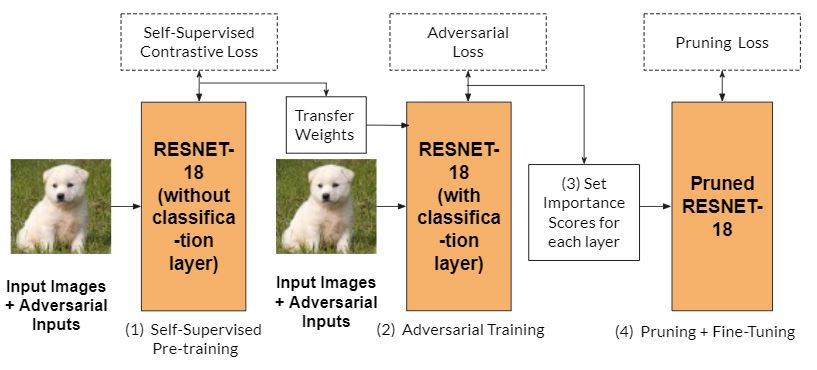 Self-Supervised
Contrastive Loss
Adversarial
Loss
Pruning Loss
Transfer
Weights
RESNET-
18
(without
classifica
-tion
layer)
RESNET-
18
(with
classifica
-tion
layer)
(3) Set
Importance
Scores for
each layer
Pruned
RESNET-
18
Input Images
+ Adversarial
Inputs
Input Images
+ Adversarial
Inputs
(1) Self-Supervised
Pre-training
(2) Adversarial Training
(4) Pruning + Fine-Tuning